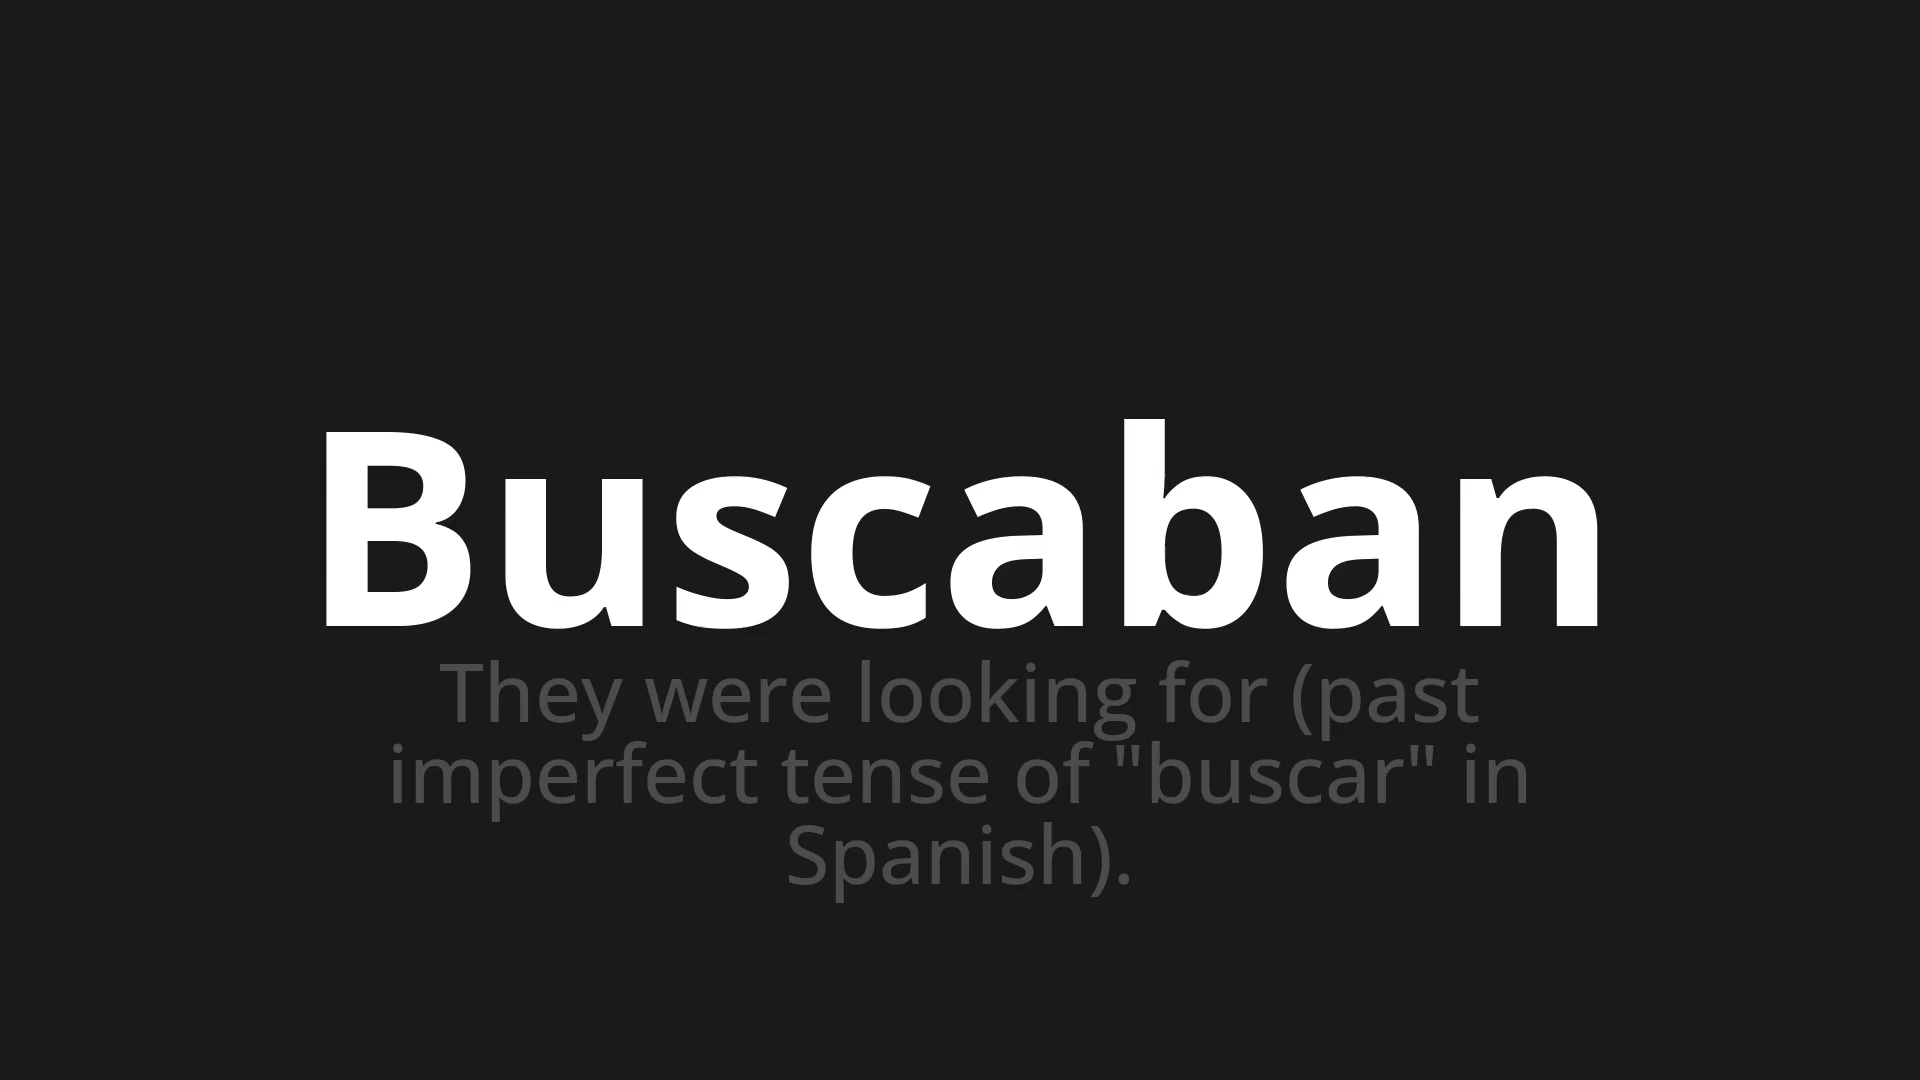 Buscaban
They were looking for (past
imperfect tense of "buscar" in
Spanish).